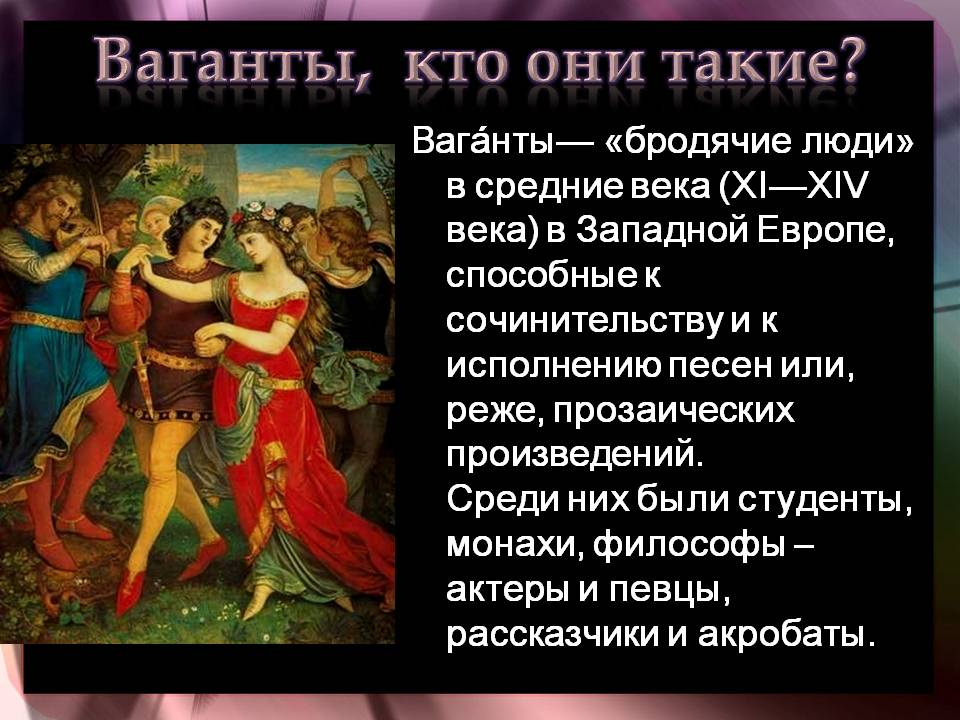 Ваганты, кто они такие?
Вага́нты— «бродячие люди»
в средние века (XI—XIV
века) в Западной Европе,
способные к
сочинительству и к
исполнению песен или,
реже, прозаических
произведений.
Среди них были студенты,
монахи, философы –
актеры и певцы,
рассказчики и акробаты.